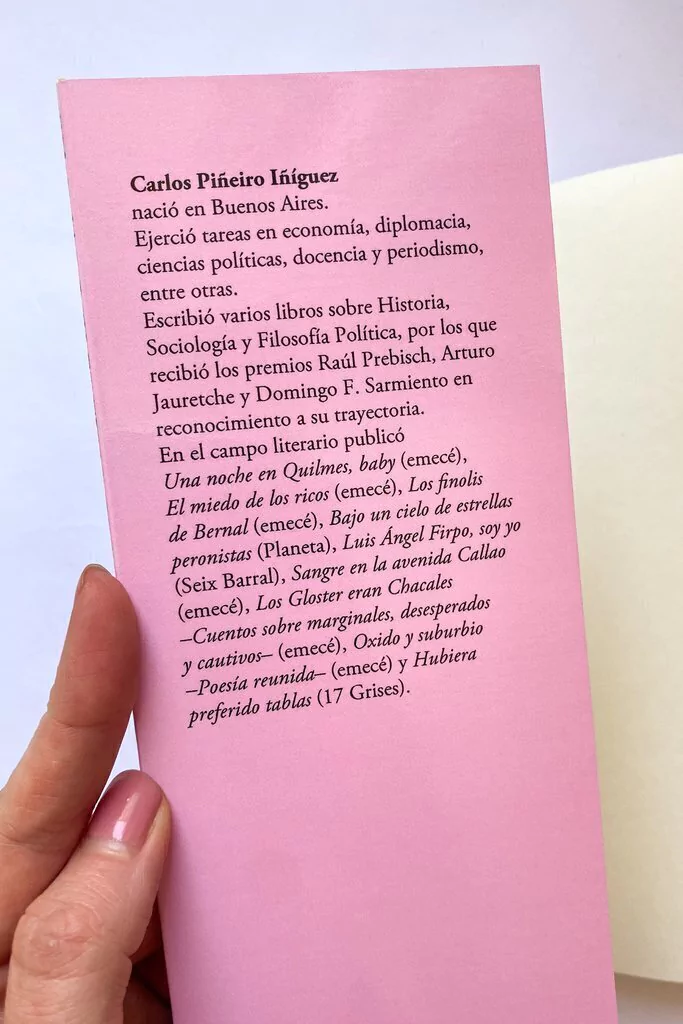 Carlos Piñeiro Iñíguez
nació en Buenos Aires.
Ejerció tareas en economía, diplomacia,
ciencias políticas, docencia y periodismo,
entre otras.
Escribió varios libros sobre Historia,
Sociología y Filosofía Política, por los que
recibió los premios Raúl Prebisch, Arturo
Jauretche y Domingo F. Sarmiento en
reconocimiento a su trayectoria.
En el campo literario publicó
Una noche en Quilmes, baby (emecé),
El miedo de los ricos (emecé), Los finolis
de Bernal (emecé), Bajo un cielo de estrellas
peronistas (Planeta), Luis Ángel Firpo, soy yo
(Seix Barral), Sangre en la avenida Callao
(emecé), Los Gloster eran Chacales
–Cuentos sobre marginales, desesperados
y cautivos– (emecé), Oxido y suburbio
–Poesía reunida– (emecé) y Hubiera
preferido tablas (17 Grises).